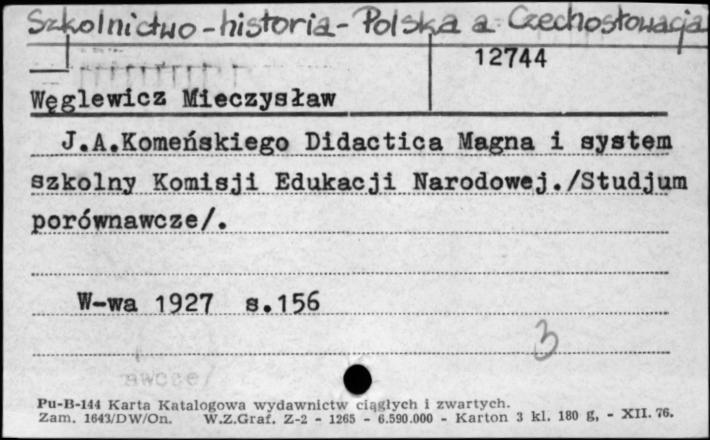 Szkolnictwo - historia - Polska a Czechosłowacja
12744
Węglewicz Mieczysław
J.A.Komeńskiego Didactica Magna i system
szkolny Komisji Edukacji Narodowej./Studjum
porównawcze/.
W-wa 1927 s.156
3
Pu-B-144 Karta Katalogowa wydawnictw ciągłych i zwartych.
Zam. 1643/DW/On. W.Z.Graf. Z-2 - 1265 - 6.590.000 - Karton 3 kl. 180 g, - XII. 76.